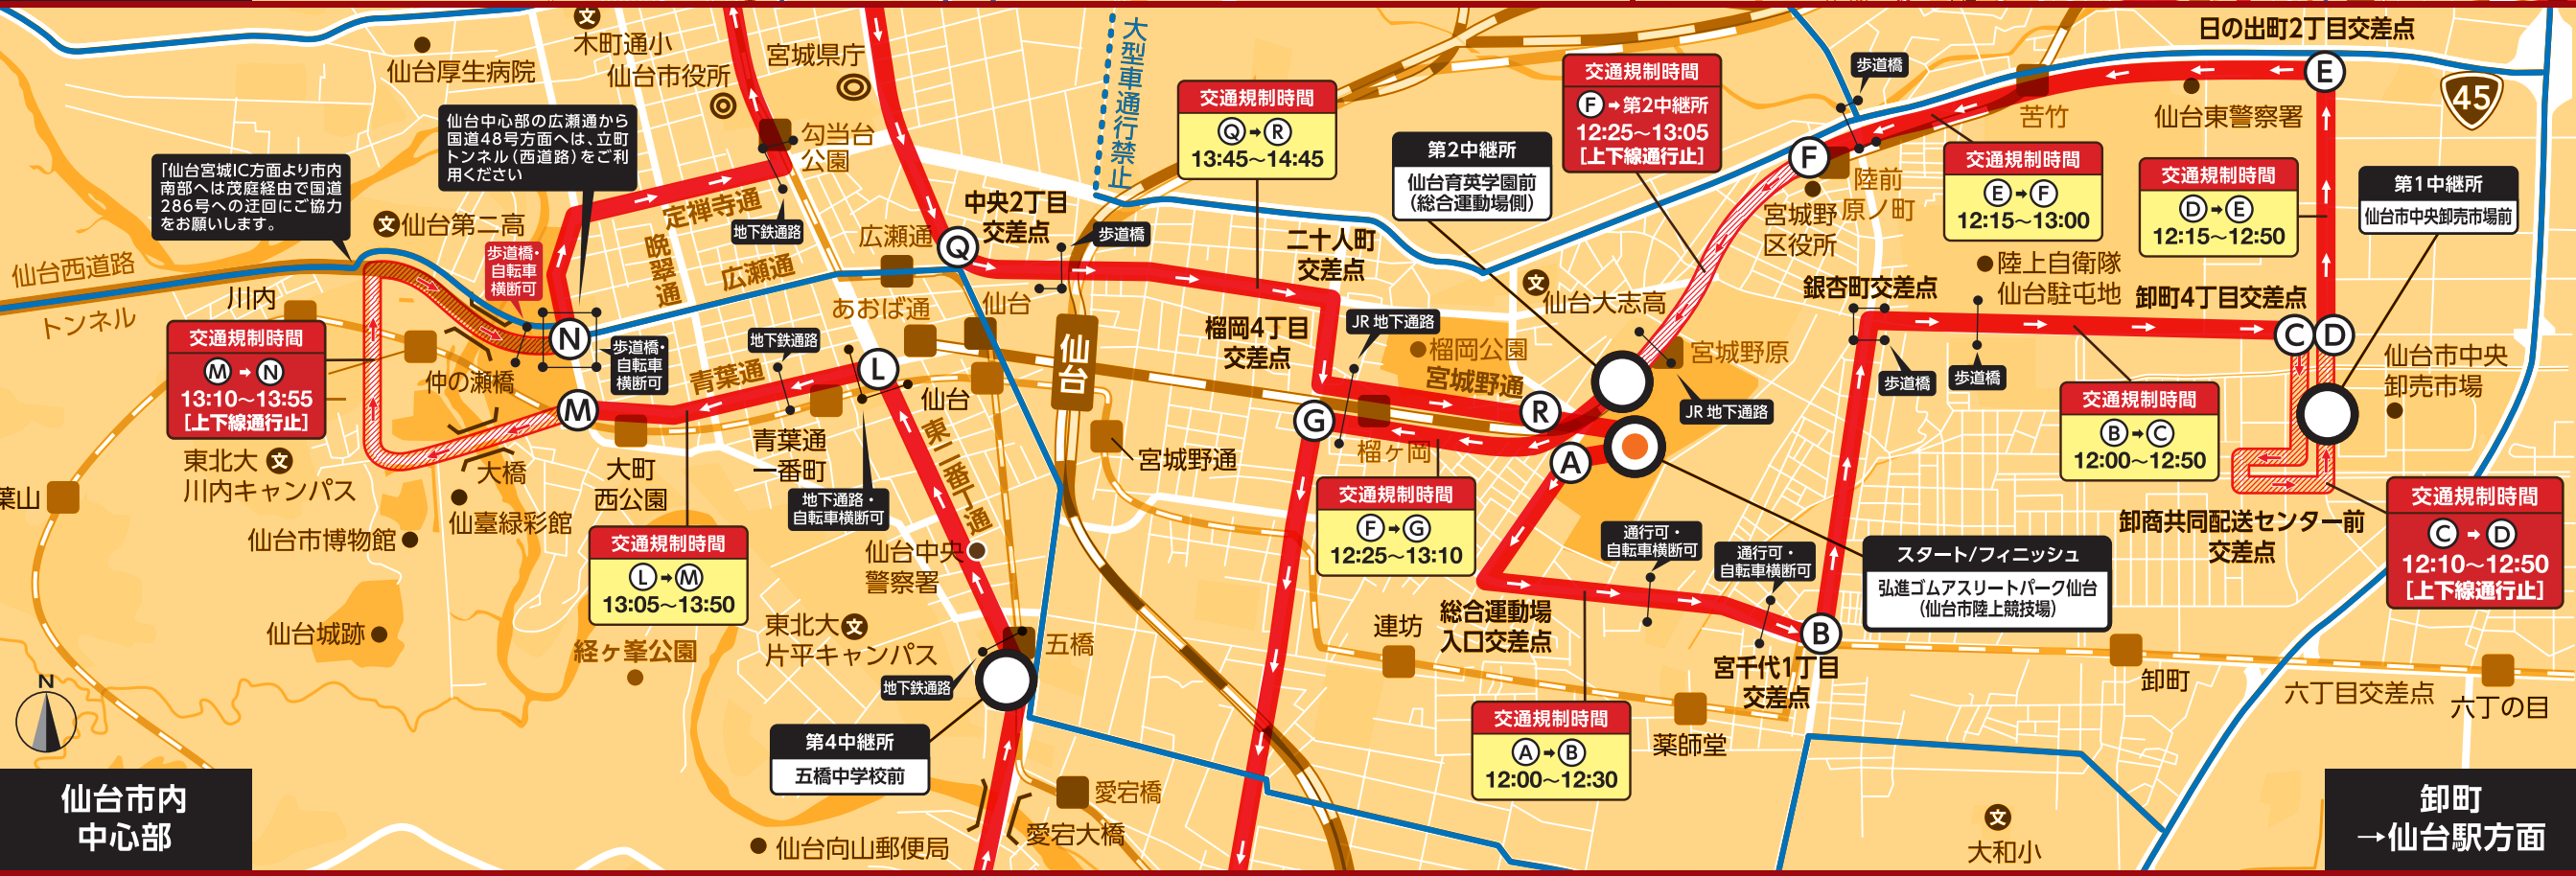 木町通小
仙台厚生病院
仙台市役所
宮城県庁
大型車通行禁止
仙台中心部の広瀬通から
国道48号方面へは、立町
トンネル（西道路）をご利
用ください
「仙台宮城IC方面より市内
南部へは茂庭経由で国道
286号への迂回にご協力
をお願いします。
勾当台
公園
定禅寺通
地下鉄通路
晩翠通
広瀬通
仙台第二高
歩道橋・
自転車
横断可
仙台西道路
トンネル
川内
交通規制時間
M→N
13:10～13:55
［上下線通行止］
仲の瀬橋
N
歩道橋・
自転車
横断可
M
大橋
東北大
川内キャンパス
仙臺緑彩館
仙台市博物館
葉山
仙台城跡
大町
西公園
青葉通
地下鉄通路
L
青葉通
一番町
地下通路・
自転車横断可
交通規制時間
L→M
13:05～13:50
経ヶ峯公園
広瀬通
あおば通
仙台
仙台
仙台
東二番丁通
仙台中央
警察署
東北大
片平キャンパス
地下鉄通路
五橋
第4中継所
五橋中学校前
愛宕橋
愛宕大橋
仙台向山郵便局
N
仙台市内
中心部
Q
中央2丁目
交差点
歩道橋
交通規制時間
Q→R
13:45～14:45
二十人町
交差点
榴岡4丁目
交差点
JR 地下通路
榴岡公園
宮城野通
宮城野通
G
榴ヶ岡
R
交通規制時間
F→G
12:25～13:10
第2中継所
仙台育英学園前
（総合運動場側）
交通規制時間
F→第2中継所
12:25～13:05
［上下線通行止］
仙台大志高
宮城野原
JR 地下通路
A
総合運動場
入口交差点
連坊
薬師堂
交通規制時間
A→B
12:00～12:30
通行可・
自転車横断可
通行可・
自転車横断可
B
宮千代1丁目
交差点
スタート/フィニッシュ
弘進ゴムアスリートパーク仙台
（仙台市陸上競技場）
歩道橋
F
陸前
原ノ町
宮城野
区役所
苦竹
仙台東警察署
日の出町2丁目交差点
E
45
交通規制時間
E→F
12:15～13:00
交通規制時間
D→E
12:15～12:50
第1中継所
仙台市中央卸売市場前
陸上自衛隊
仙台駐屯地
銀杏町交差点
歩道橋
歩道橋
卸町4丁目交差点
C
D
仙台市中央
卸売市場
交通規制時間
B→C
12:00～12:50
卸商共同配送センター前
交差点
交通規制時間
C→D
12:10～12:50
［上下線通行止］
卸町
六丁目交差点
六丁の目
大和小
卸町
→仙台駅方面
文
文
文
文
文
文